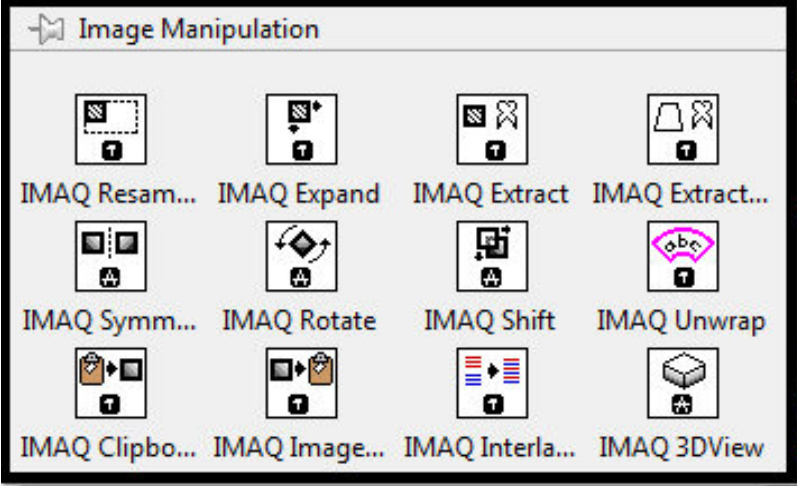 Image Manipulation
IMAQ Resam... IMAQ Expand IMAQ Extract IMAQ Extract...
IMAQ Symm... IMAQ Rotate IMAQ Shift IMAQ Unwrap
abc
IMAQ Clipbo... IMAQ Image... IMAQ Interla... IMAQ 3DView